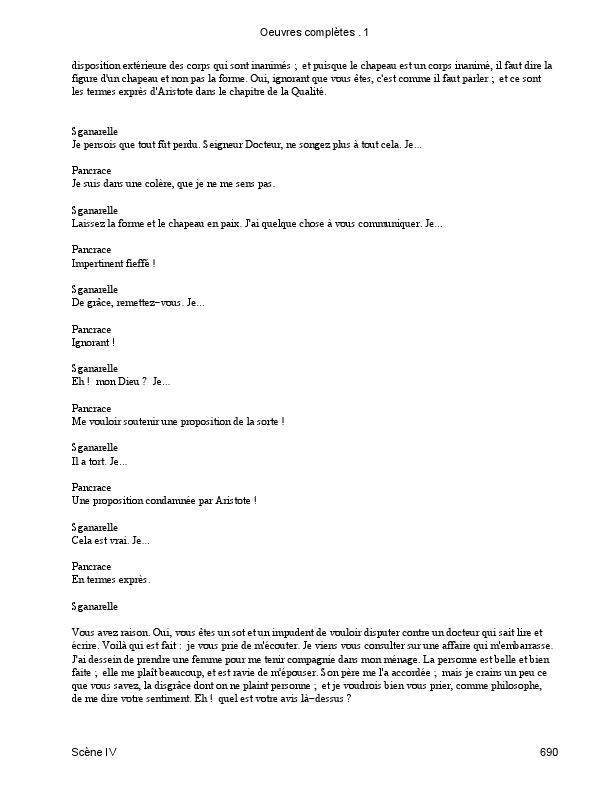 Oeuvres complètes . 1
disposition extérieure des corps qui sont inanimés ; et puisque le chapeau est un corps inanimé, il faut dire la
figure d'un chapeau et non pas la forme. Oui, ignorant que vous êtes, c'est comme il faut parler ; et ce sont
les termes exprès d'Aristote dans le chapitre de la Qualité.
Sganarelle
Je pensois que tout fût perdu. Seigneur Docteur, ne songez plus à tout cela. Je...
Pancrace
Je suis dans une colère, que je ne me sens pas.
Sganarelle
Laissez la forme et le chapeau en paix. J'ai quelque chose à vous communiquer. Je...
Pancrace
Impertinent fieffé !
Sganarelle
De grâce, remettez−vous. Je...
Pancrace
Ignorant !
Sganarelle
Eh ! mon Dieu ? Je...
Pancrace
Me vouloir soutenir une proposition de la sorte !
Sganarelle
Il a tort. Je...
Pancrace
Une proposition condamnée par Aristote !
Sganarelle
Cela est vrai. Je...
Pancrace
En termes exprès.
Sganarelle
Vous avez raison. Oui, vous êtes un sot et un impudent de vouloir disputer contre un docteur qui sait lire et
écrire. Voilà qui est fait : je vous prie de m'écouter. Je viens vous consulter sur une affaire qui m'embarrasse.
J'ai dessein de prendre une femme pour me tenir compagnie dans mon ménage. La personne est belle et bien
faite ; elle me plaît beaucoup, et est ravie de m'épouser. Son père me l'a accordée ; mais je crains un peu ce
que vous savez, la disgrâce dont on ne plaint personne ; et je voudrois bien vous prier, comme philosophe,
de me dire votre sentiment. Eh ! quel est votre avis là−dessus ?
Scène IV
690